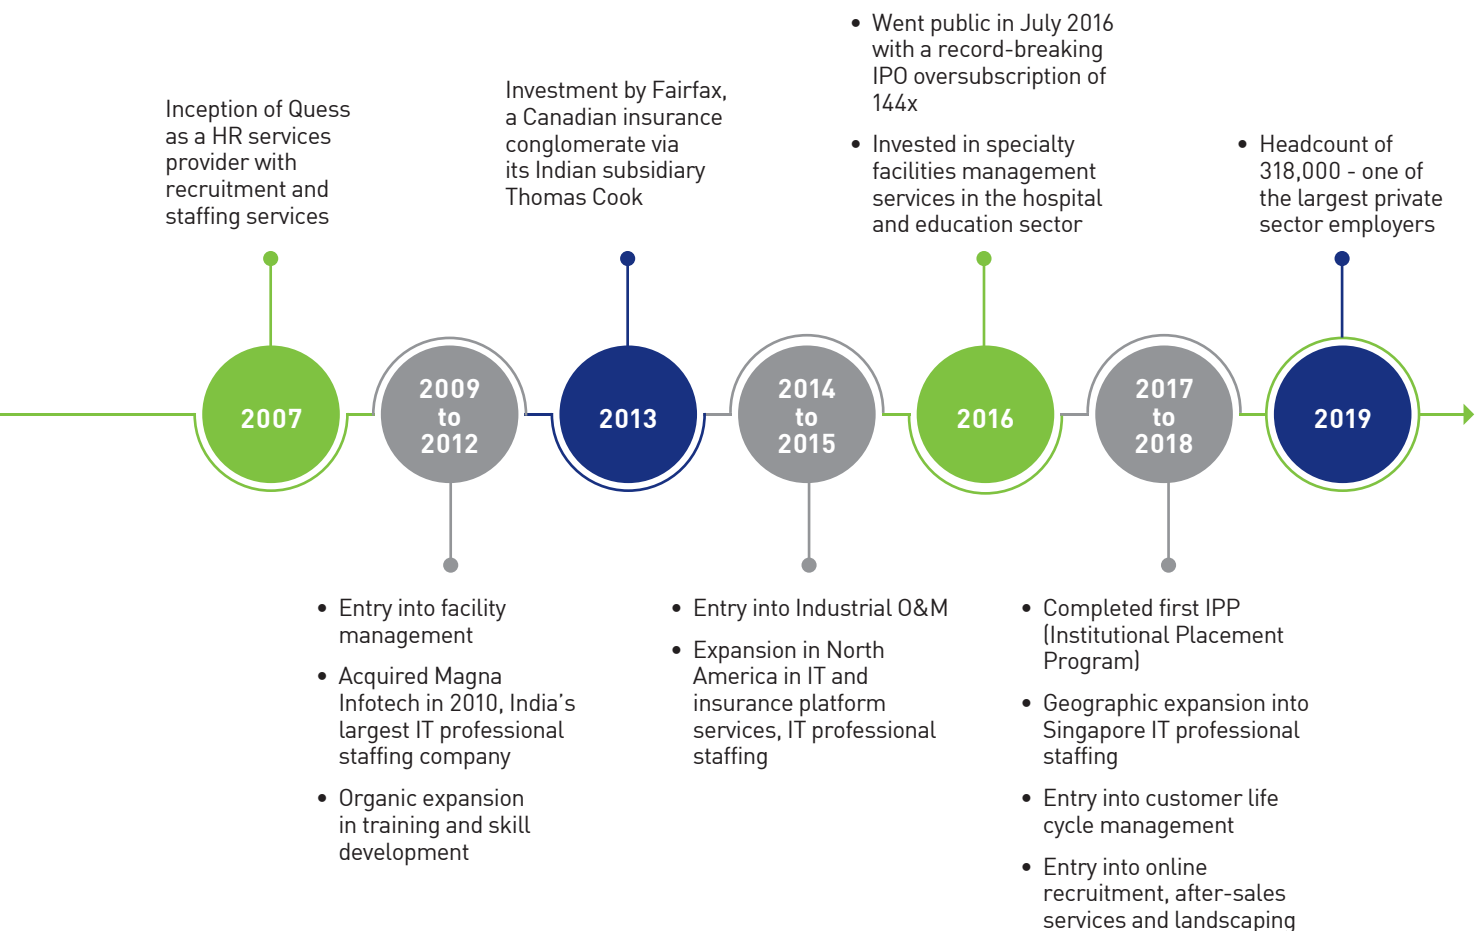 Inception of Quess
as a HR services
provider with
recruitment and
staffing services
2007
2009
to
2012
• Entry into facility
management
• Acquired Magna
Infotech in 2010, India's
largest IT professional
staffing company
• Organic expansion
in training and skill
development
Investment by Fairfax,
a Canadian insurance
conglomerate via
its Indian subsidiary
Thomas Cook
2013
2014
to
2015
• Entry into Industrial O&M
• Expansion in North
America in IT and
insurance platform
services, IT professional
staffing
• Went public in July 2016
with a record-breaking
IPO oversubscription of
144x
• Invested in specialty
facilities management
services in the hospital
and education sector
2016
2017
to
2018
• Completed first IPP
(Institutional Placement
Program)
• Geographic expansion into
Singapore IT professional
staffing
• Entry into customer life
cycle management
• Entry into online
recruitment, after-sales
services and landscaping
• Headcount of
318,000 - one of
the largest private
sector employers
2019